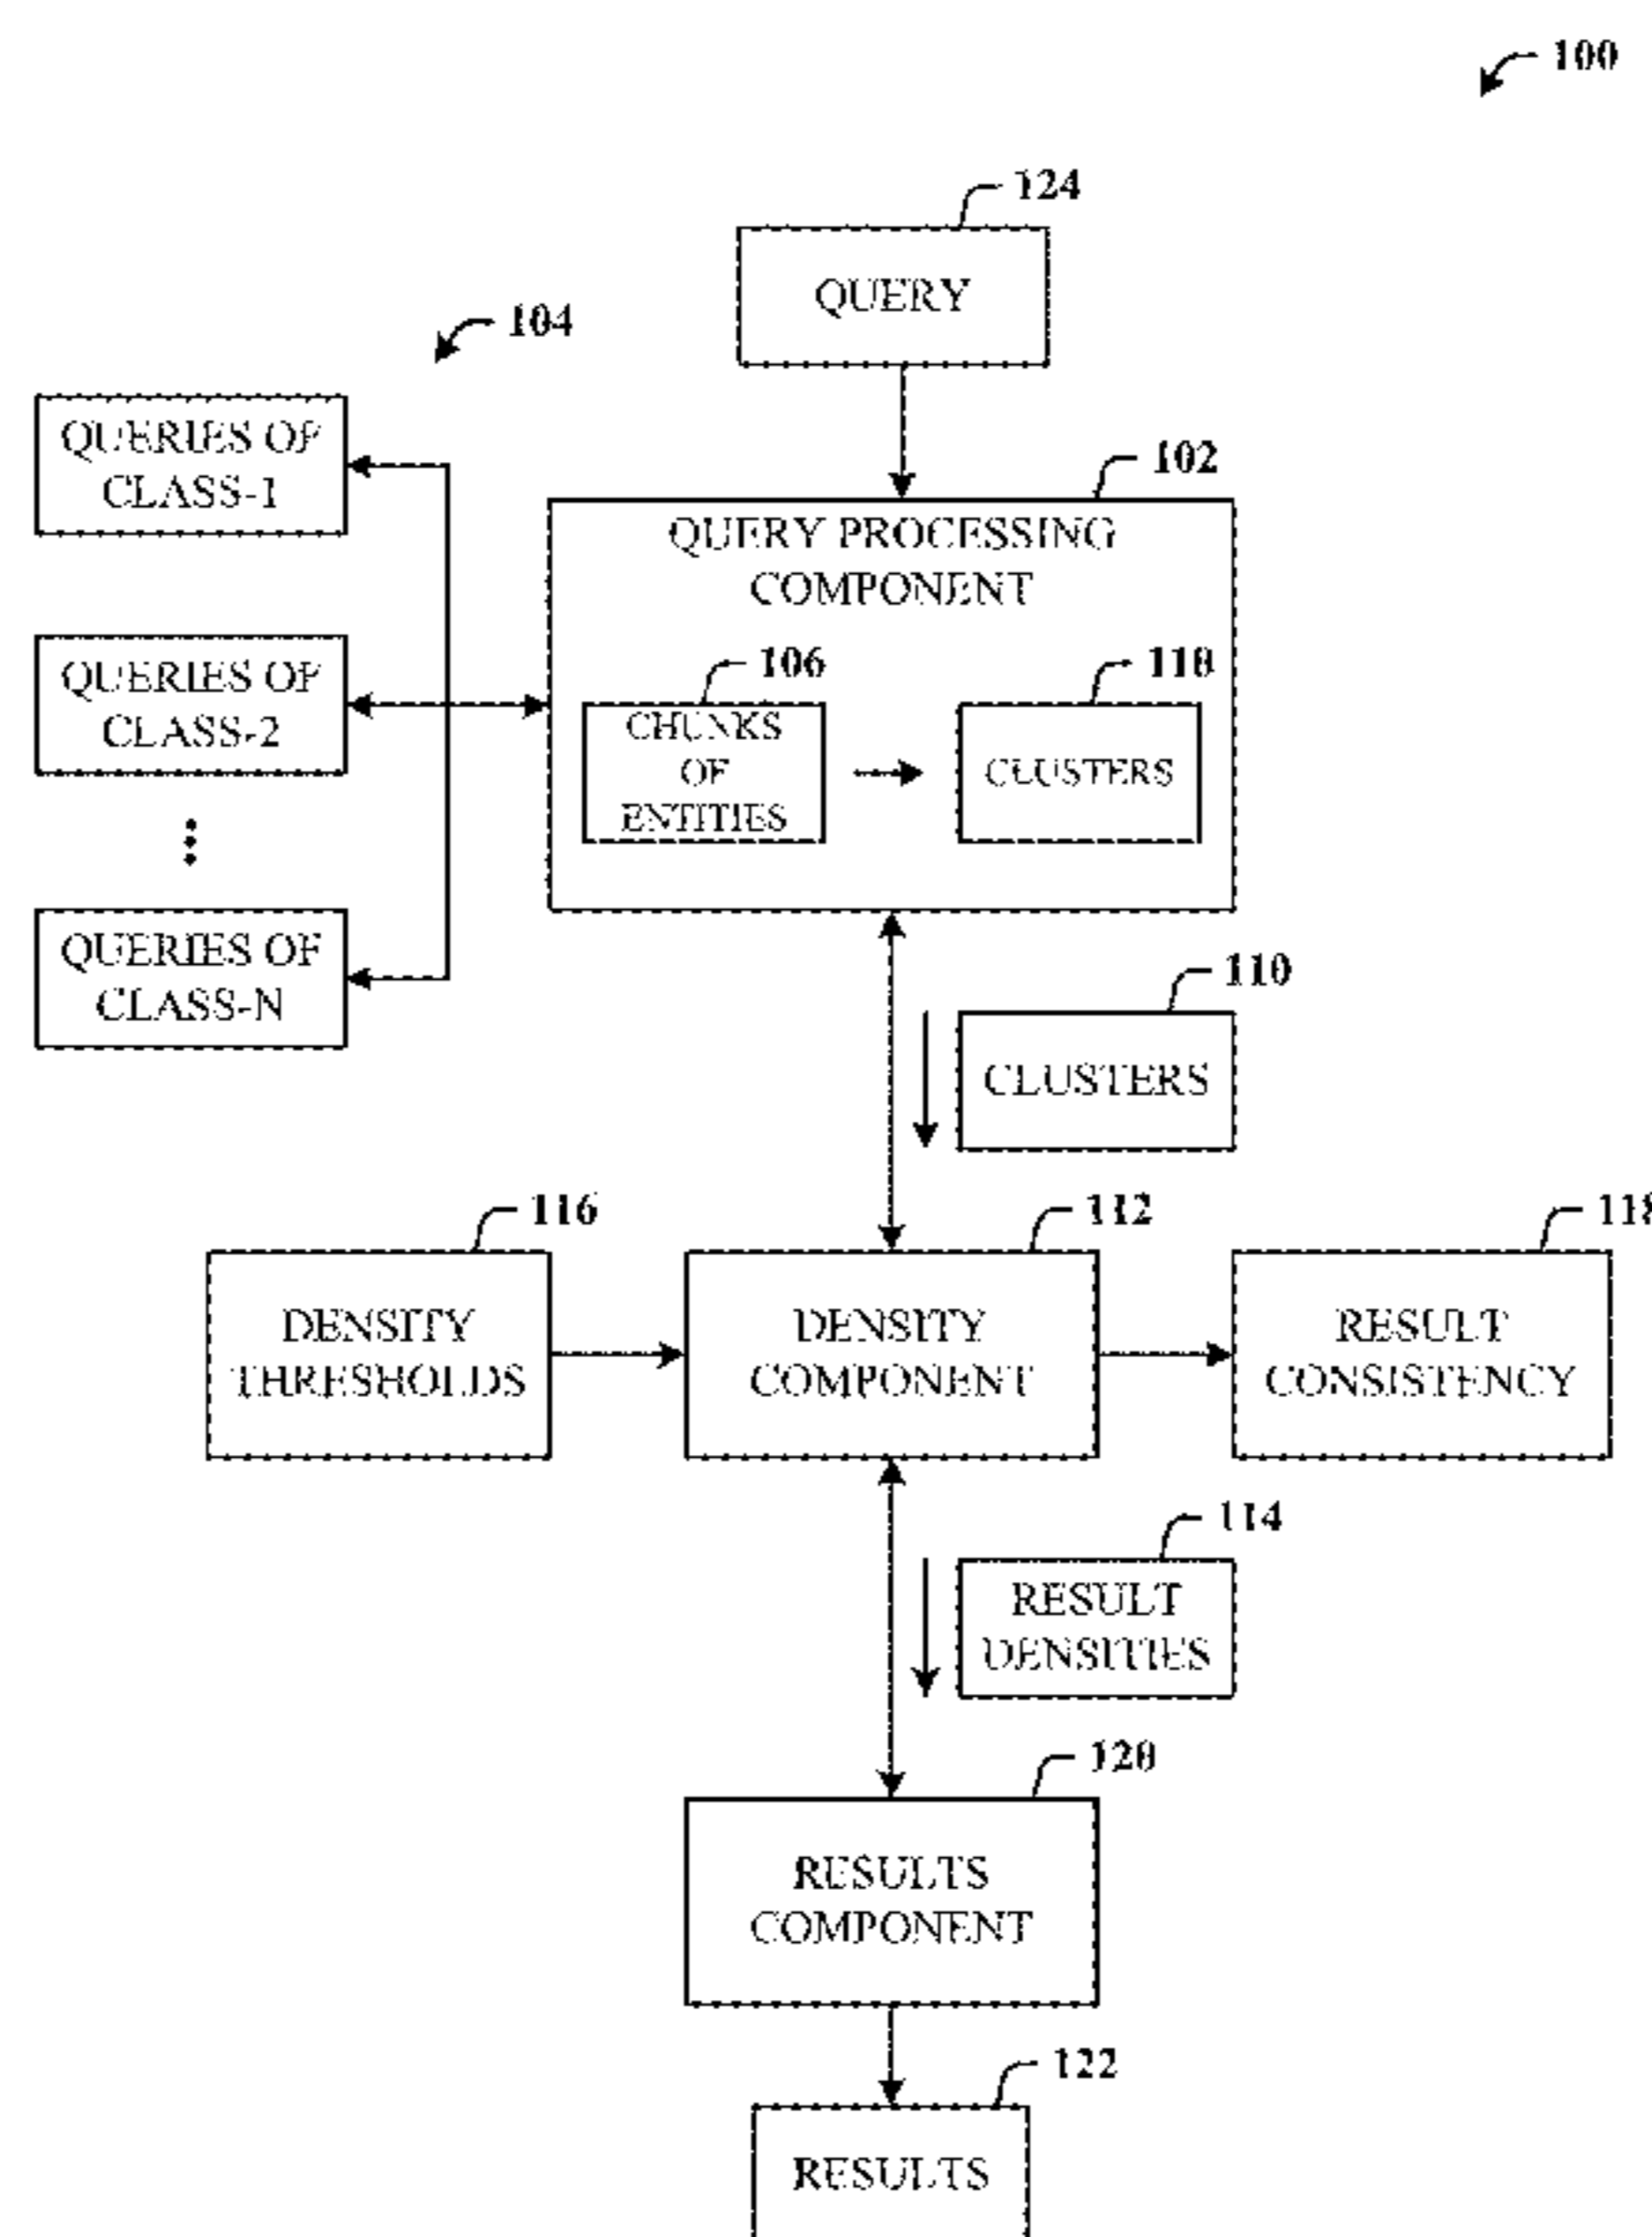 100
124
QUERY
104
QUERIES OF
CLASS-1
102
QUERY PROCESSING
COMPONENT
QUERIES OF
CLASS-2
106
CHUNKS
OF
ENTITIES
110
CLUSTERS
QUERIES OF
CLASS-N
110
CLUSTERS
116
DENSITY
THRESHOLDS
112
DENSITY
COMPONENT
118
RESULT
CONSISTENCY
114
RESULT
DENSITIES
120
RESULTS
COMPONENT
122
RESULTS